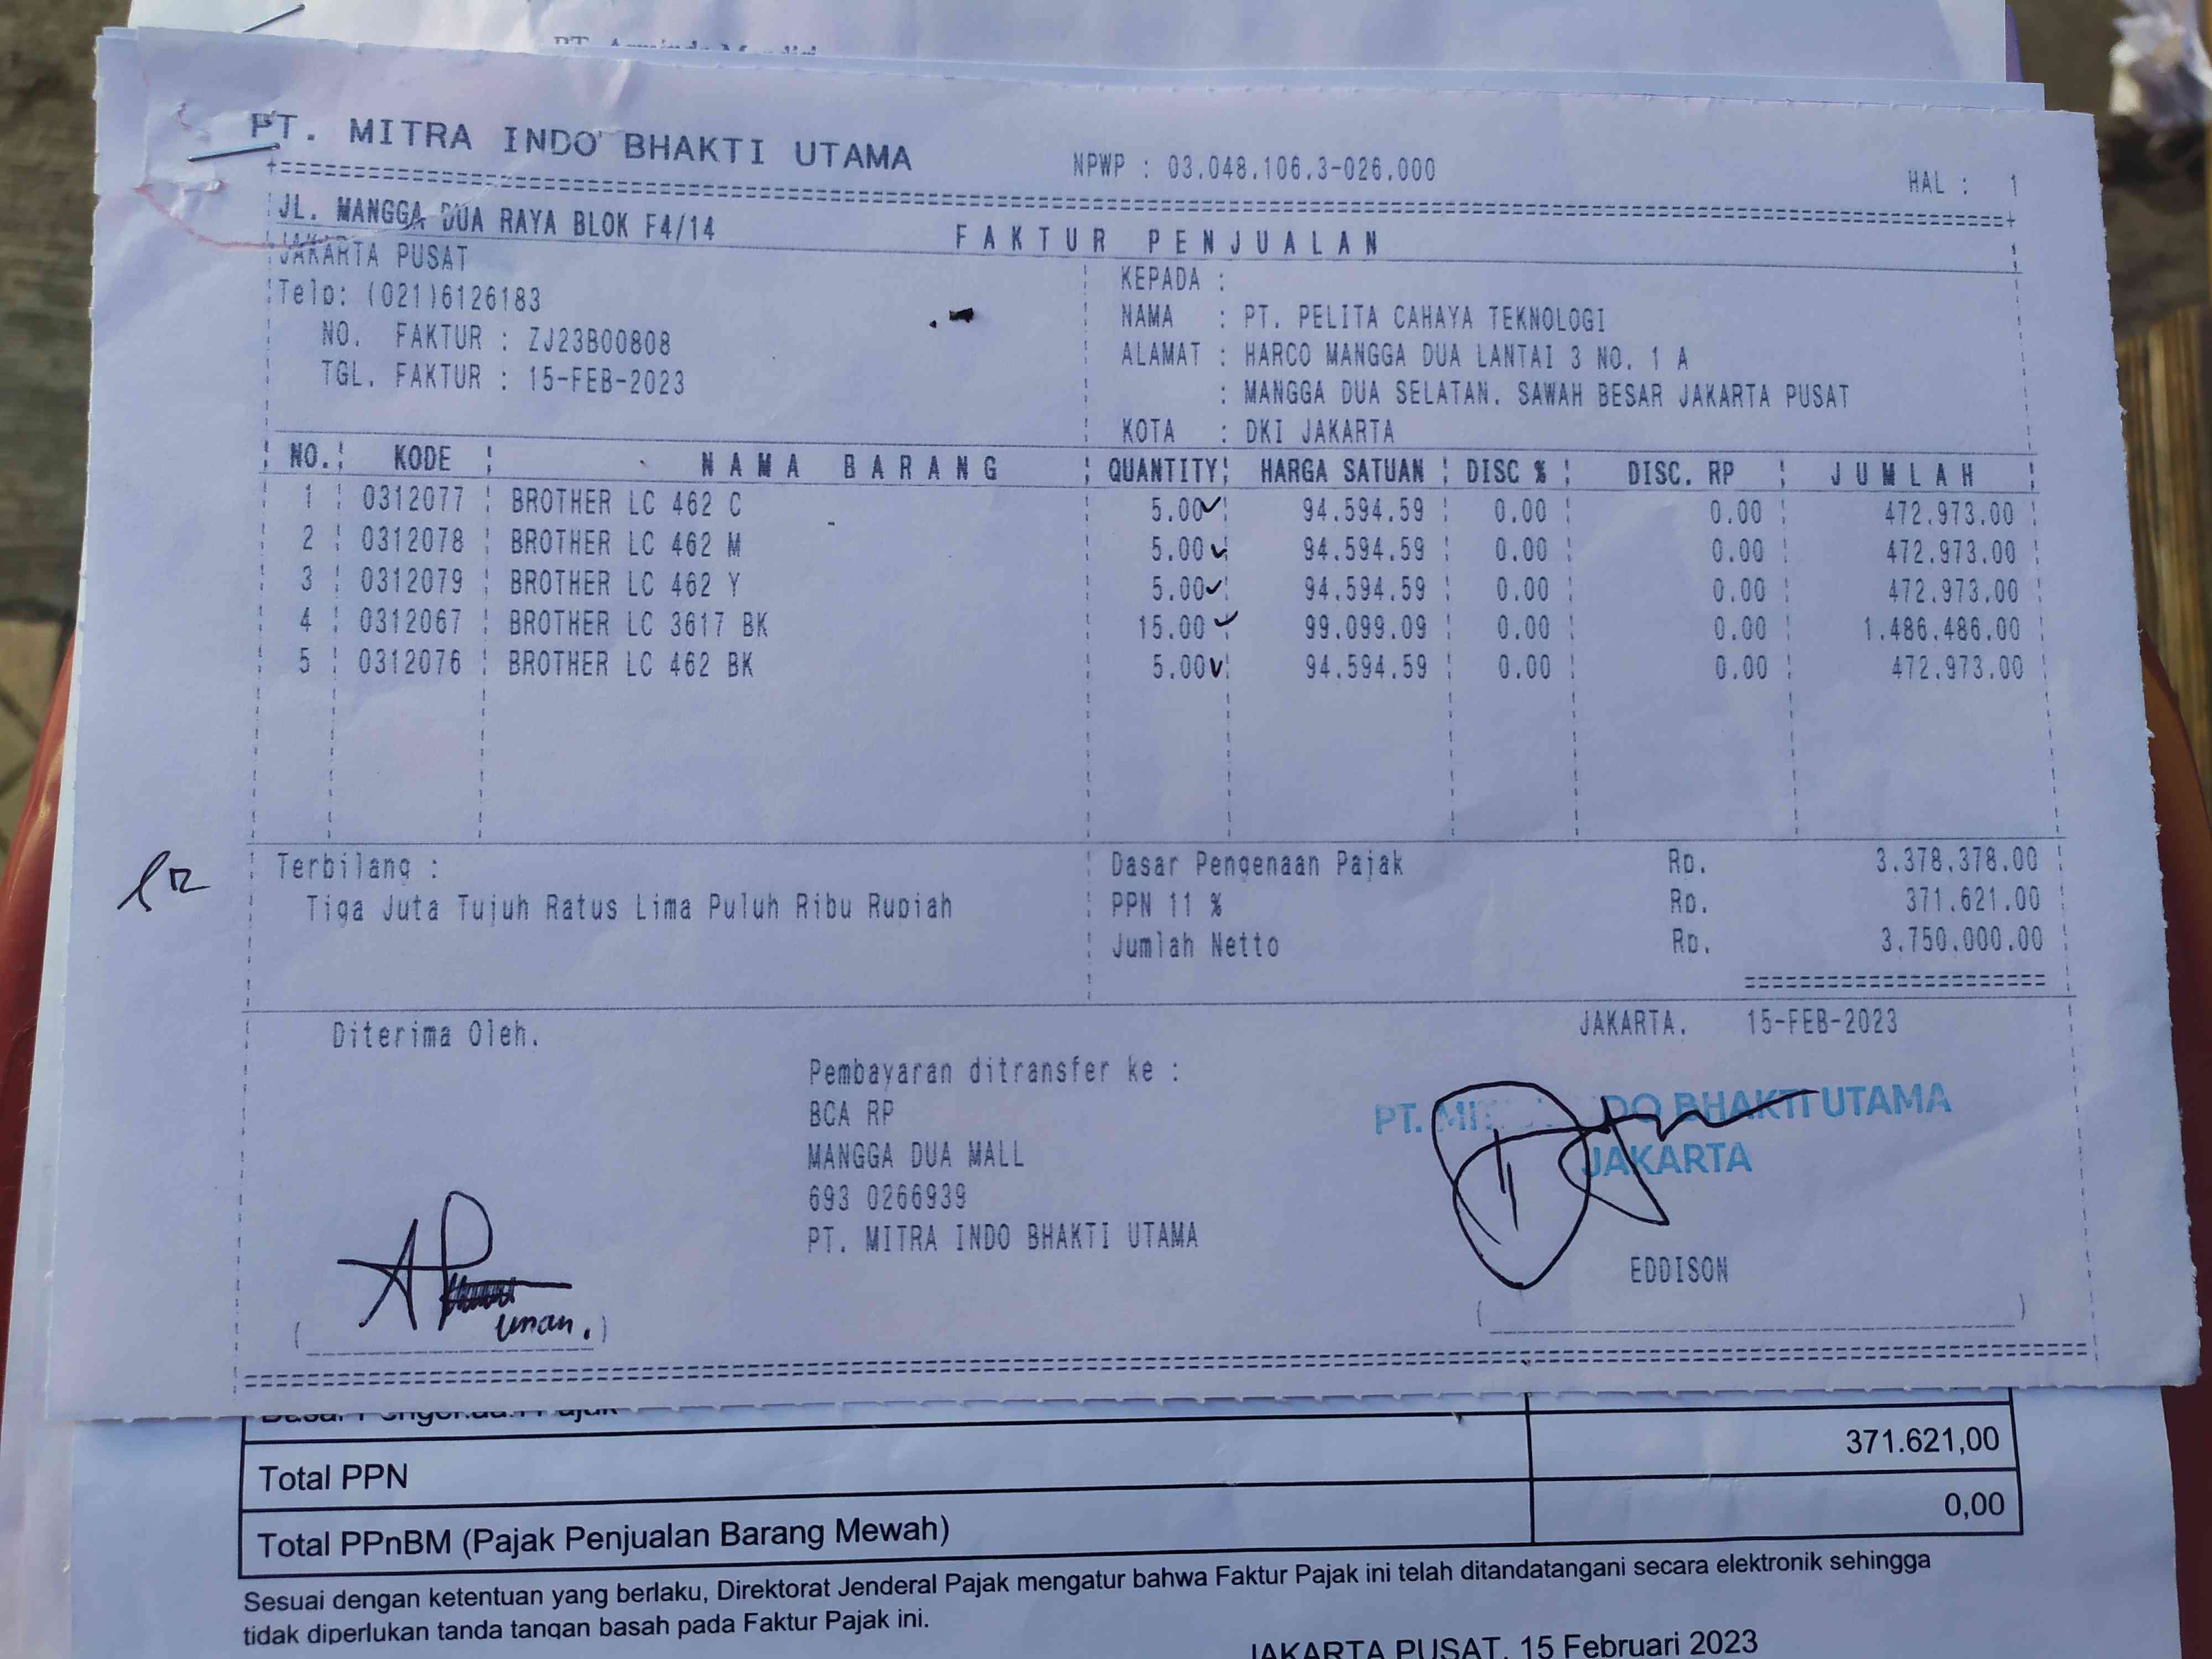 PT. MITRA INDO BHAKTI UTAMA NPWP : 03.048.106.3-026.000 HAL : 1
JL. MANGGA DUA RAYA BLOK F4/14
FAKTUR PENJUALAN
JAKARTA PUSAT
Telp: (021)6126183
NO. FAKTUR : ZJ23B00808
TGL. FAKTUR : 15-FEB-2023
KEPADA :
NAMA : PT. PELITA CAHAYA TEKNOLOGI
ALAMAT : HARCO MANGGA DUA LANTAI 3 NO. 1 A
: MANGGA DUA SELATAN. SAWAH BESAR JAKARTA PUSAT
KOTA : DKI JAKARTA
NO. KODE NAMA BARANG QUANTITY HARGA SATUAN DISC % DISC. RP JUMLAH
1 0312077 BROTHER LC 462 C 5.00 94.594.59 0.00 0.00 472.973.00
2 0312078 BROTHER LC 462 M 5.00 94.594.59 0.00 0.00 472.973.00
3 0312079 BROTHER LC 462 Y 5.00 94.594.59 0.00 0.00 472.973.00
4 0312067 BROTHER LC 3617 BK 15.00 99.099.09 0.00 0.00 1.486.486.00
5 0312076 BROTHER LC 462 BK 5.00 94.594.59 0.00 0.00 472.973.00
Terbilang :
Tiga Juta Tujuh Ratus Lima Puluh Ribu Rupiah
Dasar Pengenaan Pajak Rp. 3.378.378.00
PPN 11 % Rp. 371.621.00
Jumlah Netto Rp. 3.750.000.00
Diterima Oleh.
JAKARTA. 15-FEB-2023
Pembayaran ditransfer ke :
BCA RP
MANGGA DUA MALL
693 0266939
PT. MITRA INDO BHAKTI UTAMA
PT. MITRA INDO BHAKTI UTAMA
JAKARTA
EDDISON
Total PPN 371.621,00
Total PPnBM (Pajak Penjualan Barang Mewah) 0,00
Sesuai dengan ketentuan yang berlaku, Direktorat Jenderal Pajak mengatur bahwa Faktur Pajak ini telah ditandatangani secara elektronik sehingga
tidak diperlukan tanda tangan basah pada Faktur Pajak ini.
JAKARTA PUSAT, 15 Februari 2023